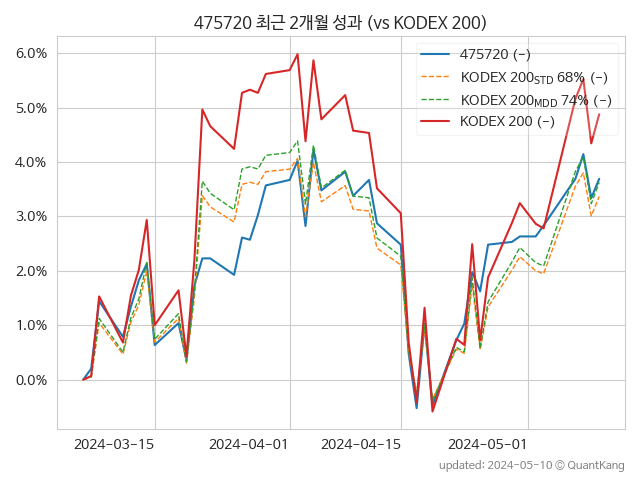 475720 최근 2개월 성과 (vs KODEX 200)
475720 (-)
KODEX 200STD 68% (-)
KODEX 200MDD 74% (-)
KODEX 200 (-)
6.0%
5.0%
4.0%
3.0%
2.0%
1.0%
0.0%
2024-03-15
2024-04-01
2024-04-15
2024-05-01
updated: 2024-05-10 © QuantKang